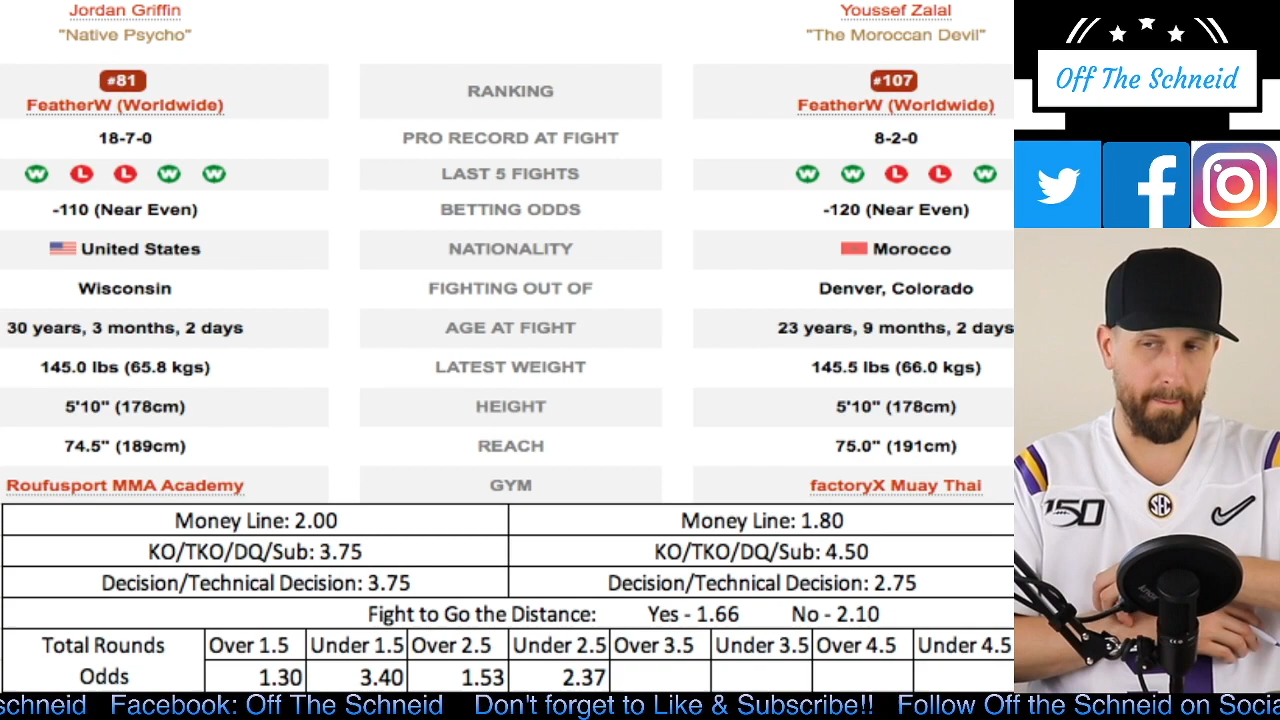 Jordan Griffin
"Native Psycho"
Youssef Zalal
"The Moroccan Devil"
#81
FeatherW (Worldwide)
RANKING
#107
FeatherW (Worldwide)
18-7-0
PRO RECORD AT FIGHT
8-2-0
W L L W W
LAST 5 FIGHTS
W W L L W
-110 (Near Even)
BETTING ODDS
-120 (Near Even)
United States
NATIONALITY
Morocco
Wisconsin
FIGHTING OUT OF
Denver, Colorado
30 years, 3 months, 2 days
AGE AT FIGHT
23 years, 9 months, 2 days
145.0 lbs (65.8 kgs)
LATEST WEIGHT
145.5 lbs (66.0 kgs)
5'10" (178cm)
HEIGHT
5'10" (178cm)
74.5" (189cm)
REACH
75.0" (191cm)
Roufusport MMA Academy
GYM
factoryX Muay Thai
Money Line: 2.00
Money Line: 1.80
KO/TKO/DQ/Sub: 3.75
KO/TKO/DQ/Sub: 4.50
Decision/Technical Decision: 3.75
Decision/Technical Decision: 2.75
Fight to Go the Distance: Yes - 1.66 No - 2.10
Total Rounds Over 1.5 Under 1.5 Over 2.5 Under 2.5 Over 3.5 Under 3.5 Over 4.5 Under 4.5
Odds 1.30 3.40 1.53 2.37
Off The Schneid
150
SEC
schneid Facebook: Off The Schneid Don't forget to Like & Subscribe!! Follow Off the Schneid on Socia